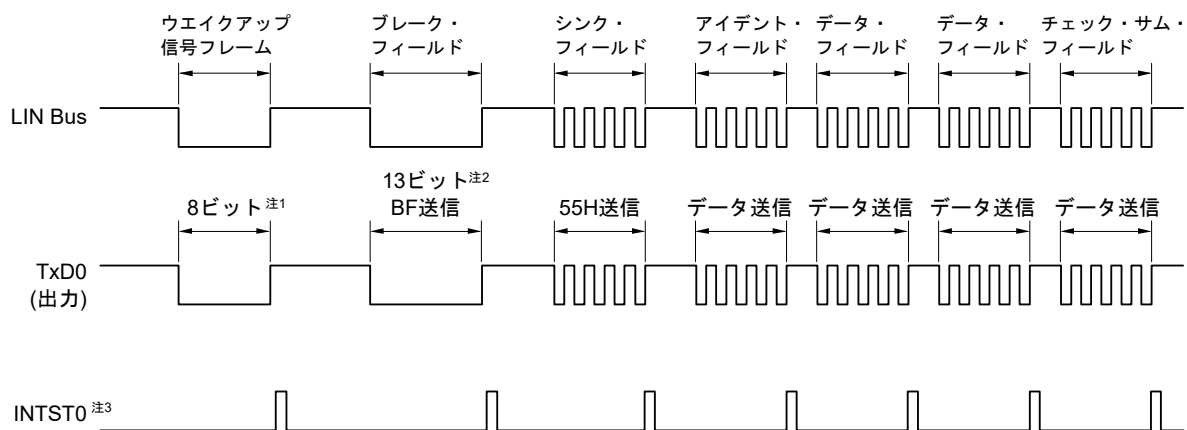 ウエイクアップ
信号フレーム
ブレーク・
フィールド
シンク・
フィールド
アイデント・
フィールド
データ・
フィールド
データ・
フィールド
チェック・サム・
フィールド
LIN Bus
8ビット注1
13ビット注2
BF送信
55H送信
データ送信
データ送信
データ送信
データ送信
TxD0
(出力)
INTST0注3